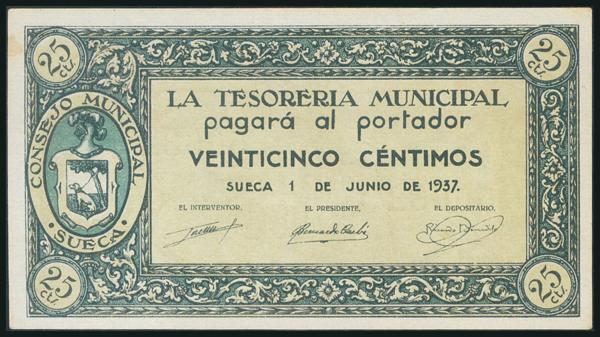 25 cts.
25 cts.
CONSEJO MUNICIPAL
SUECA
LA TESORERIA MUNICIPAL
pagará al portador
VEINTICINCO CÉNTIMOS
SUECA 1 DE JUNIO DE 1937.
EL INTERVENTOR, EL PRESIDENTE, EL DEPOSITARIO,
25 cts.
25 cts.